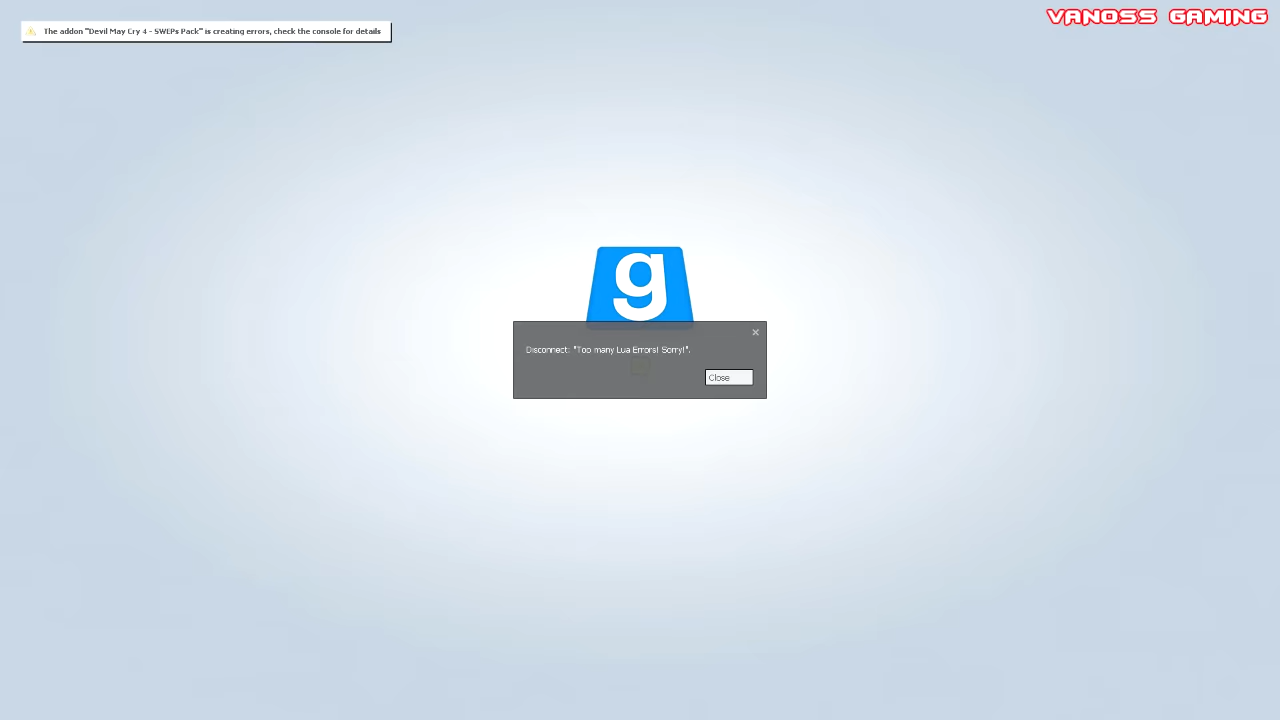 VANOSS GAMING
The addon "Devil May Cry 4 - SWEPs Pack" is creating errors, check the console for details
g
Disconnect: "Too many Lua Errors! Sorry!".
Close